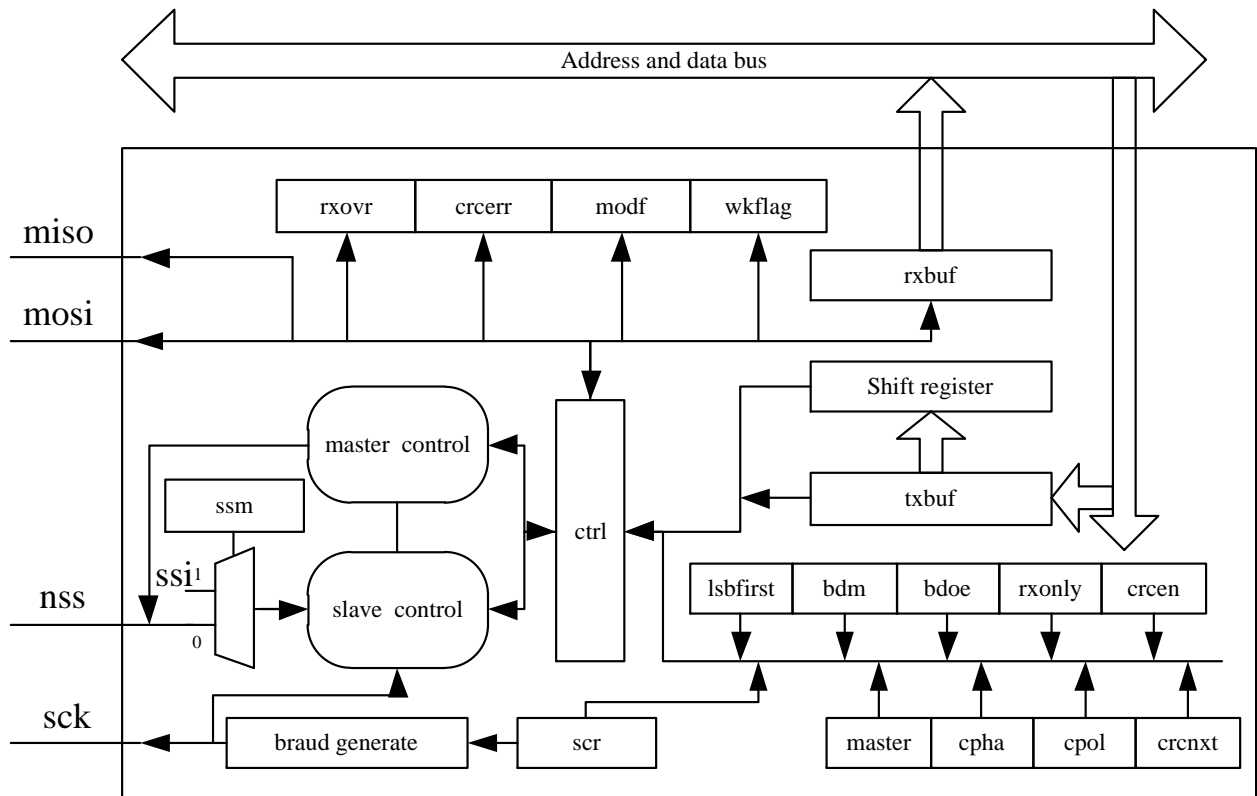 Address and data bus
rxovr crcerr modf wkflag
miso
rxbuf
mosi
Shift register
master control
ssm
txbuf
ctrl
ssi 1
lsbfirst bdm bdoe rxonly crcen
nss
slave control
0
sck
braud generate
scr
master cpha cpol crcnxt